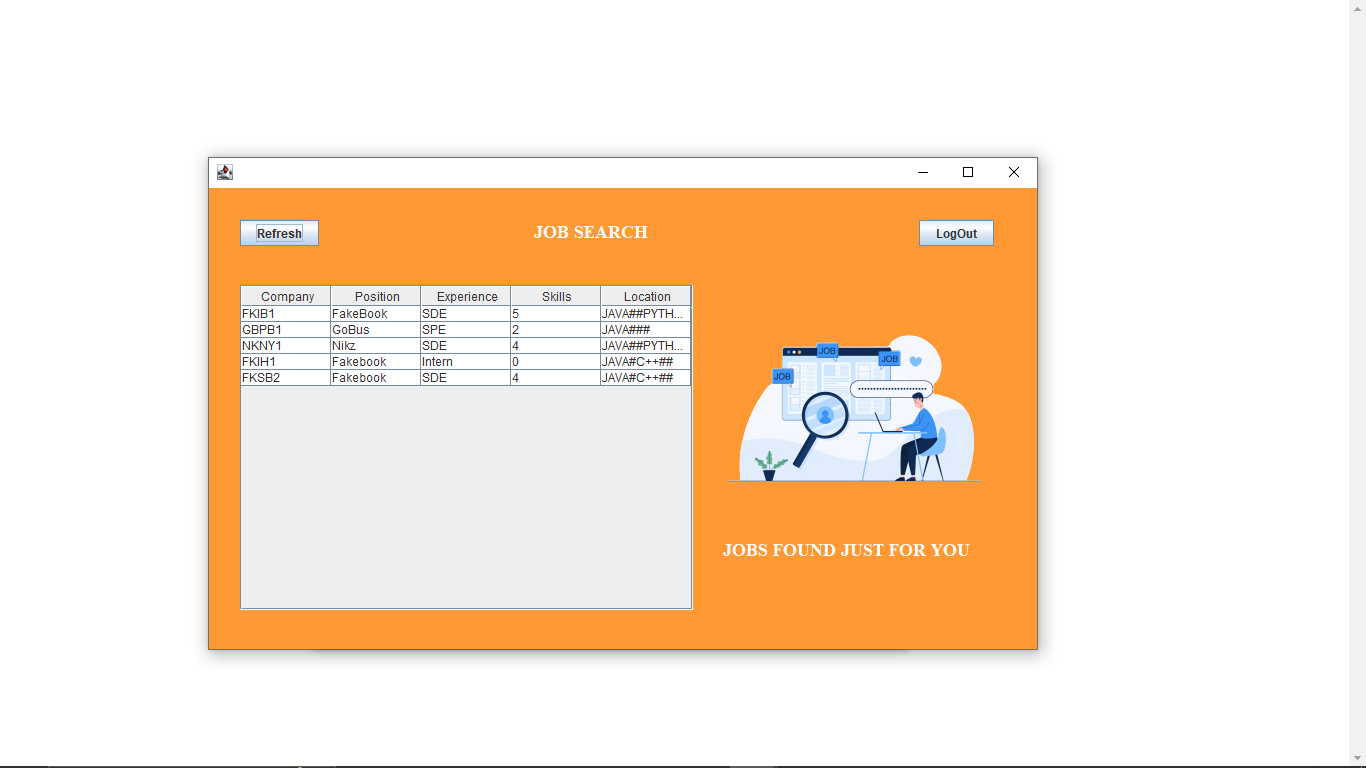 Refresh JOB SEARCH LogOut
Company Position Experience Skills Location
FKIB1 FakeBook SDE 5 JAVA##PYTH...
GBPB1 GoBus SPE 2 JAVA###
NKNY1 Nikz SDE 4 JAVA##PYTH...
FKIH1 Fakebook Intern 0 JAVA#C++##
FKSB2 Fakebook SDE 4 JAVA#C++##
JOB
JOB
JOB
JOBS FOUND JUST FOR YOU